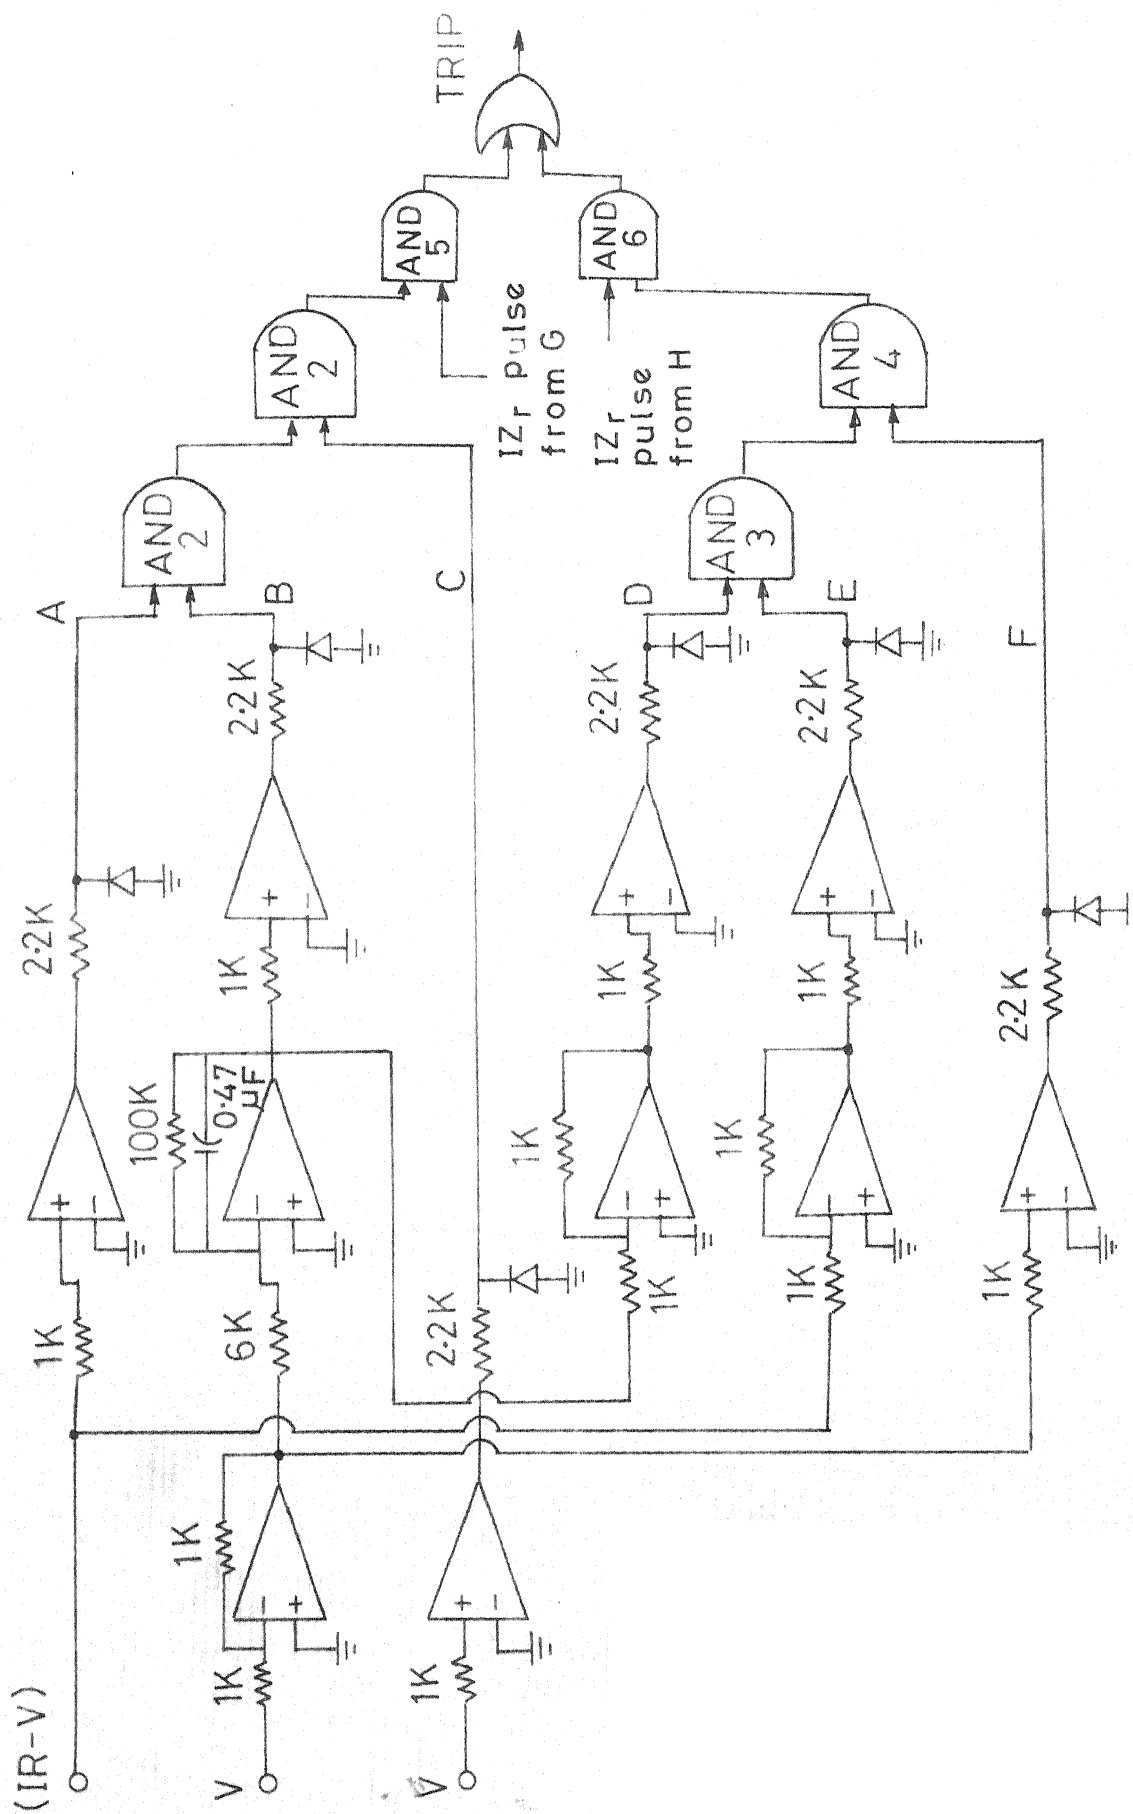 (IR-V)
1K
2.2K
A
V
1K
1K
6K
100K
0.47
μF
1K
2.2K
B
+
-
V
1K
2.2K
C
AND
2
AND
2
AND
5
IZr pulse
from G
TRIP
IZr
pulse
from H
AND
6
1K
1K
1K
2.2K
D
1K
1K
1K
2.2K
E
AND
3
AND
4
1K
2.2K
F
-
+
+
-
-
+
+
-
+
-
-
+
+
-
-
+
+
-
+
-